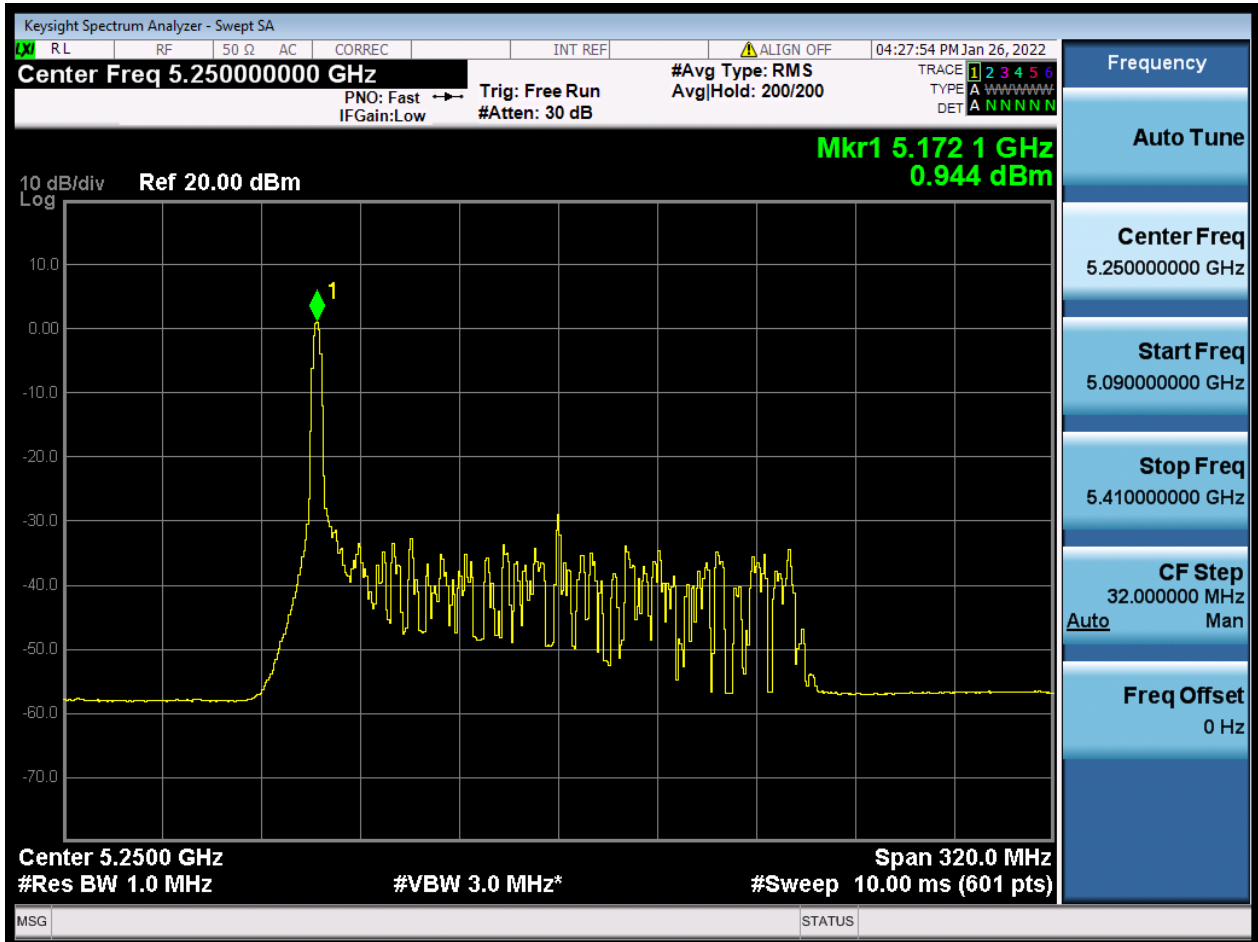 Keysight Spectrum Analyzer - Swept SA
LXI RL RF 50 Ω AC CORREC INT REF ALIGN OFF 04:27:54 PM Jan 26, 2022
Center Freq 5.250000000 GHz
PNO: Fast
IFGain:Low
Trig: Free Run
#Atten: 30 dB
#Avg Type: RMS
Avg|Hold: 200/200
TRACE 1 2 3 4 5 6
TYPE A WWWWW
DET A N N N N N
Mkr1 5.172 1 GHz
0.944 dBm
10 dB/div Ref 20.00 dBm
Log
10.0
0.00
-10.0
-20.0
-30.0
-40.0
-50.0
-60.0
-70.0
1
Center 5.2500 GHz Span 320.0 MHz
#Res BW 1.0 MHz #VBW 3.0 MHz* #Sweep 10.00 ms (601 pts)
MSG STATUS
Frequency
Auto Tune
Center Freq
5.250000000 GHz
Start Freq
5.090000000 GHz
Stop Freq
5.410000000 GHz
CF Step
32.000000 MHz
Auto Man
Freq Offset
0 Hz